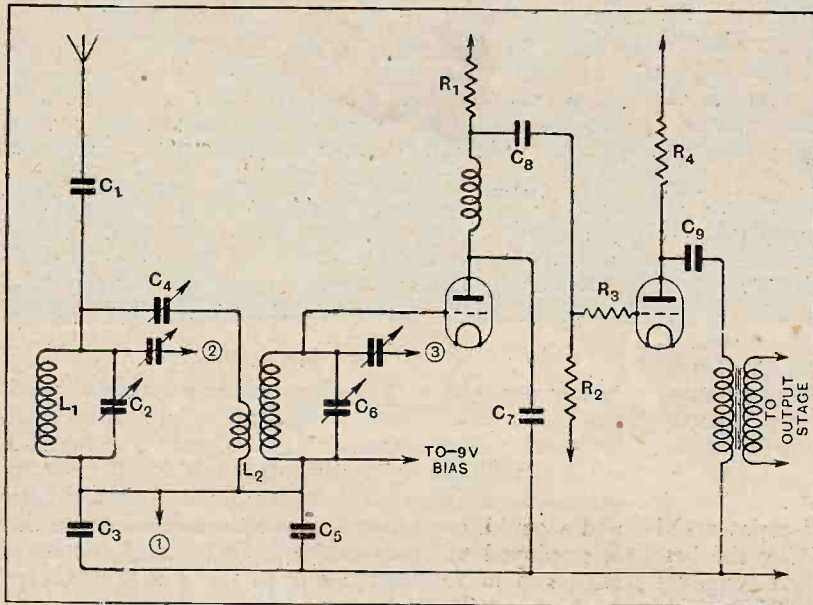 R1
C8
R4
C1
C9
C4
R3
②
③
L1
C2
C6
R2
C7
TO
OUTPUT
STAGE
L2
TO-9V
BIAS
C3
C5
①